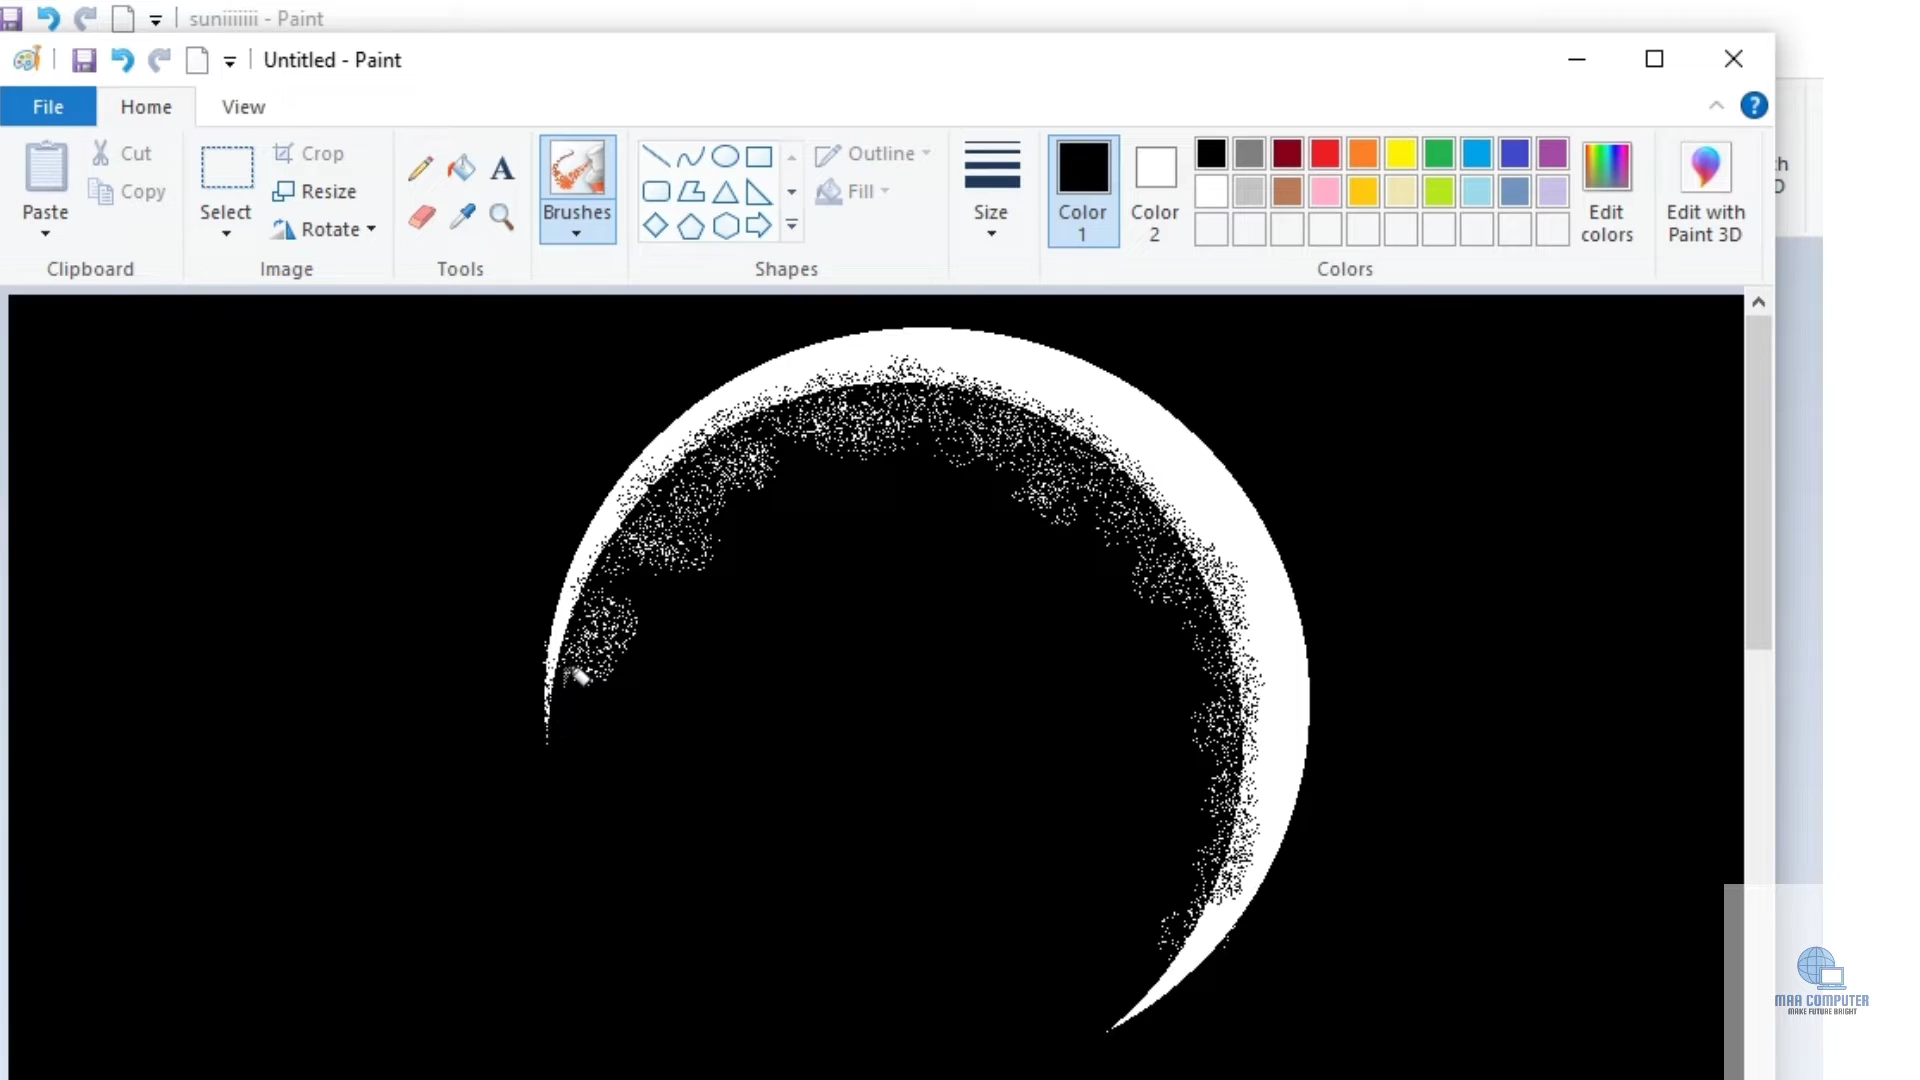 suniiiiiii - Paint
Untitled - Paint
File Home View
Paste
Cut
Copy
Clipboard
Select
Crop
Resize
Rotate
Image
A
Tools
Brushes
Outline
Fill
Shapes
Size
Color
1
Color
2
Edit
colors
Colors
Edit with
Paint 3D
MAA COMPUTER
MAKE FUTURE BRIGHT